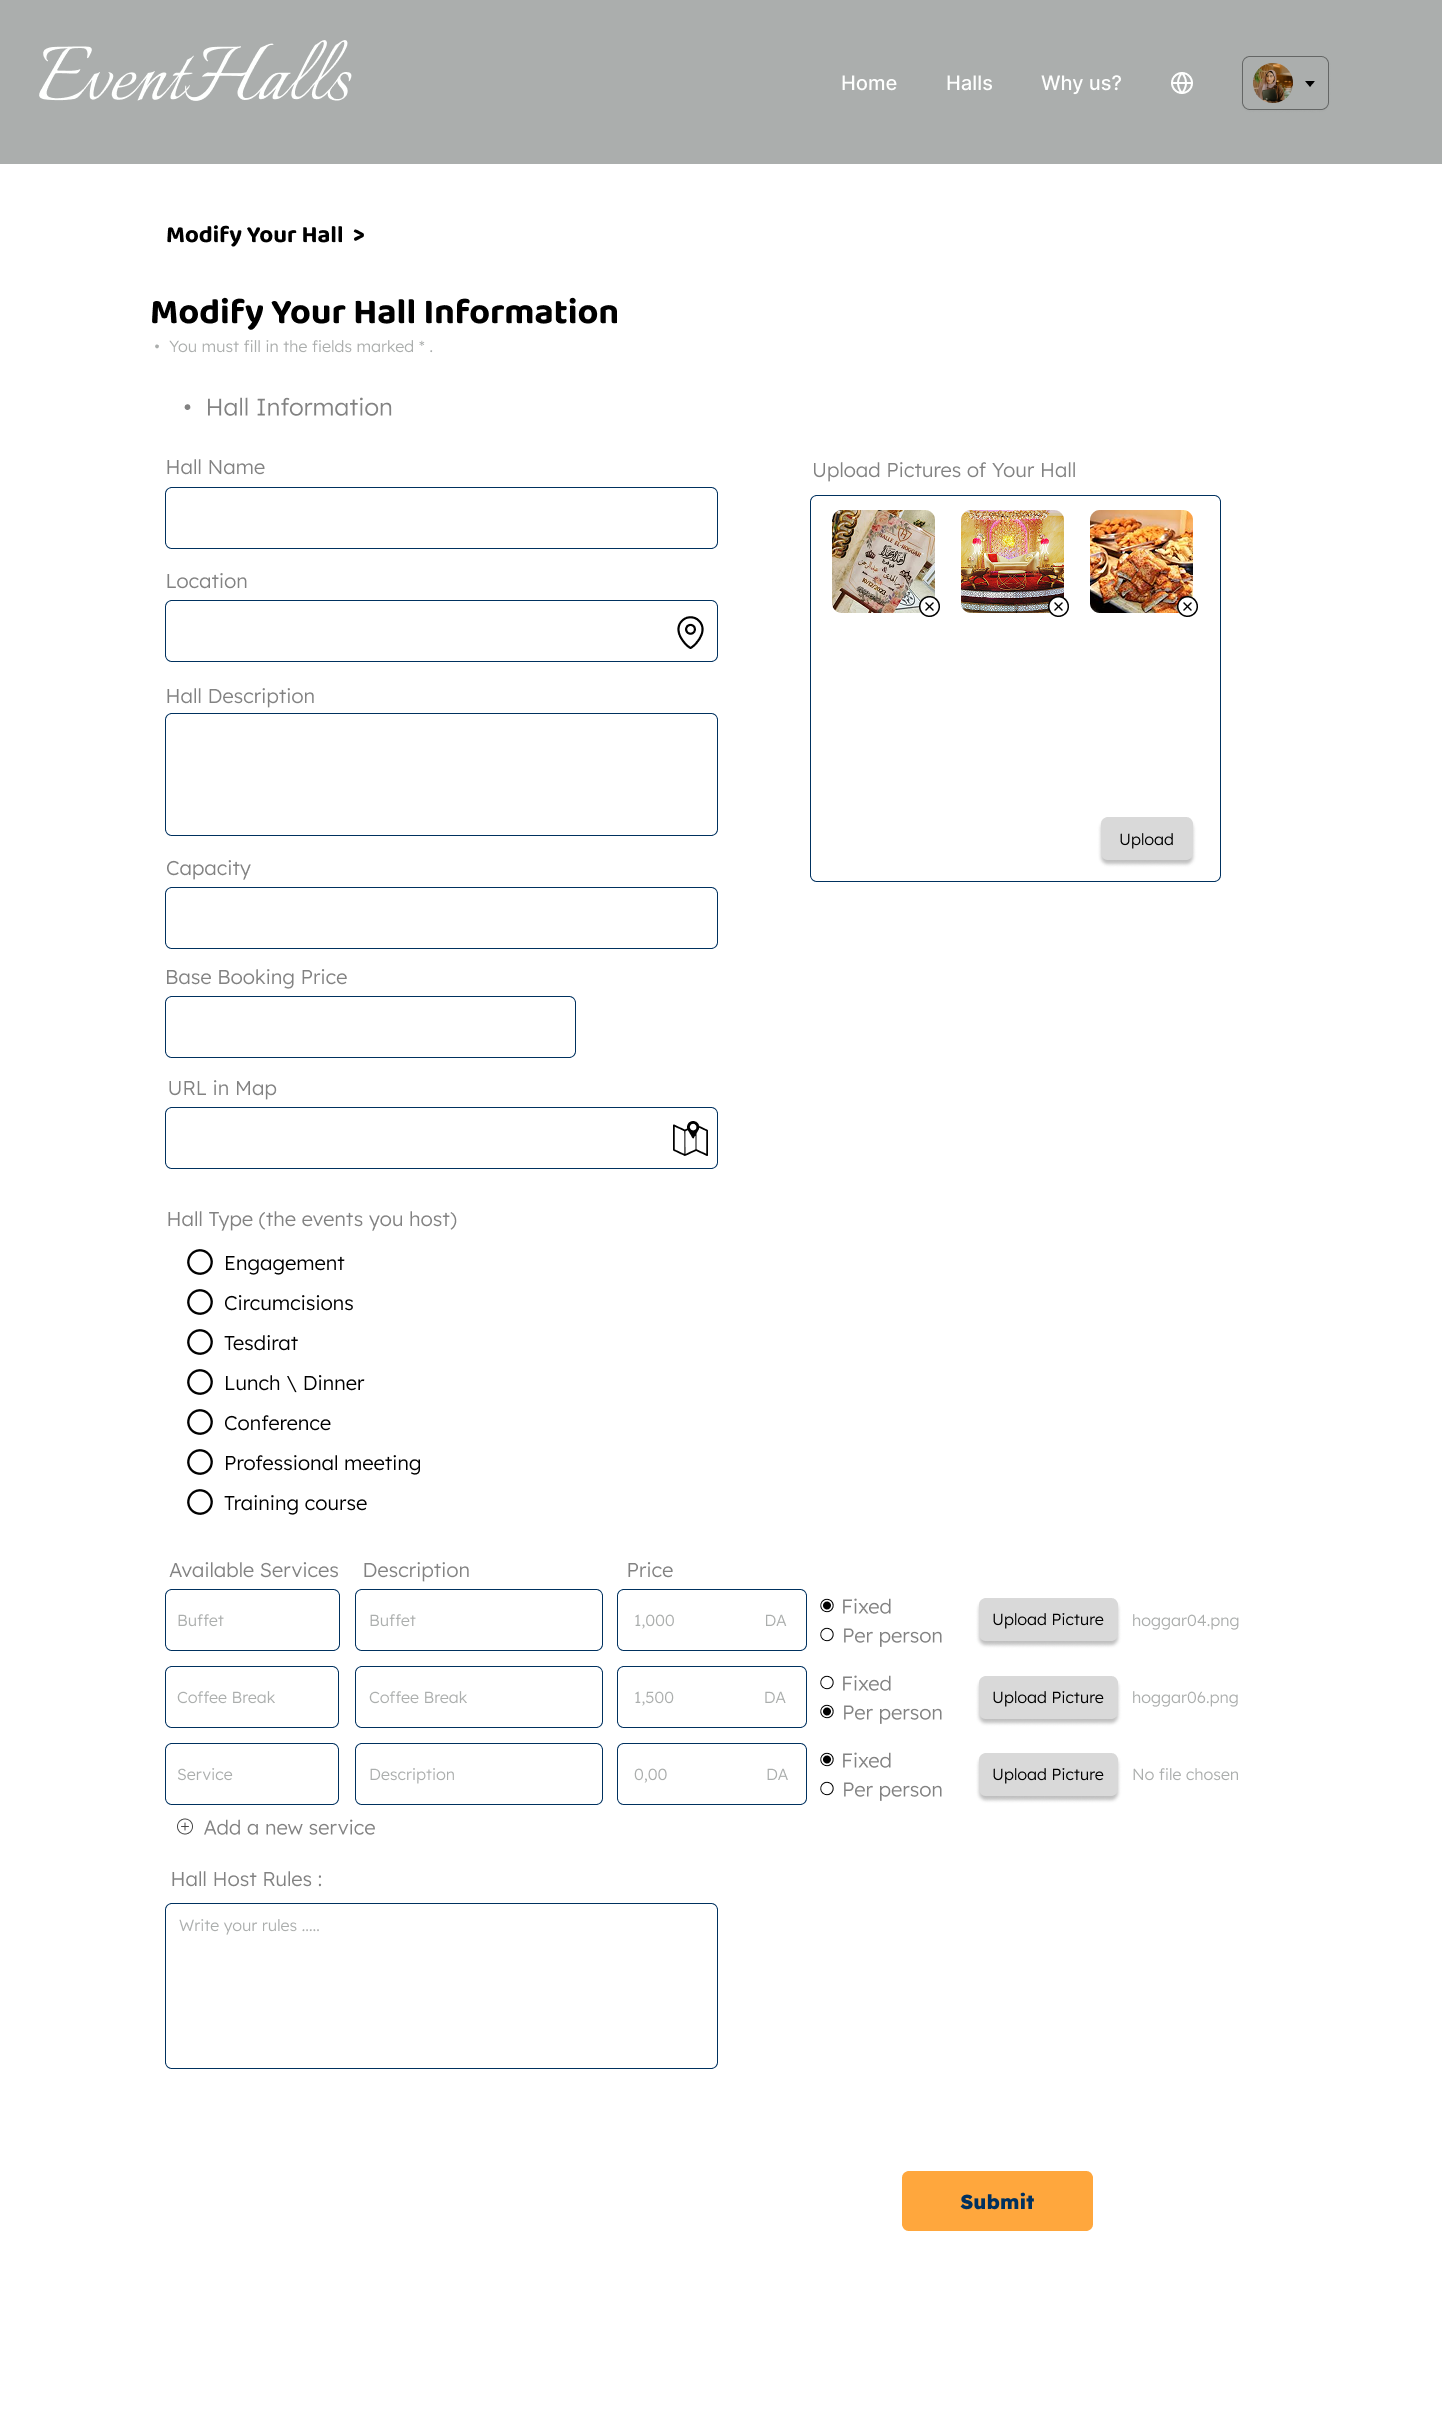 EventHalls
Home Halls Why us?
Modify Your Hall >
Modify Your Hall Information
• You must fill in the fields marked * .
• Hall Information
Hall Name
Location
Hall Description
Capacity
Base Booking Price
URL in Map
Upload Pictures of Your Hall
SALLE EL HOGGAR
Upload
Hall Type (the events you host)
Engagement
Circumcisions
Tesdirat
Lunch \ Dinner
Conference
Professional meeting
Training course
Available Services Description Price
Buffet Buffet 1,000 DA Fixed Per person Upload Picture hoggar04.png
Coffee Break Coffee Break 1,500 DA Fixed Per person Upload Picture hoggar06.png
Service Description 0,00 DA Fixed Per person Upload Picture No file chosen
Add a new service
Hall Host Rules :
Write your rules .....
Submit